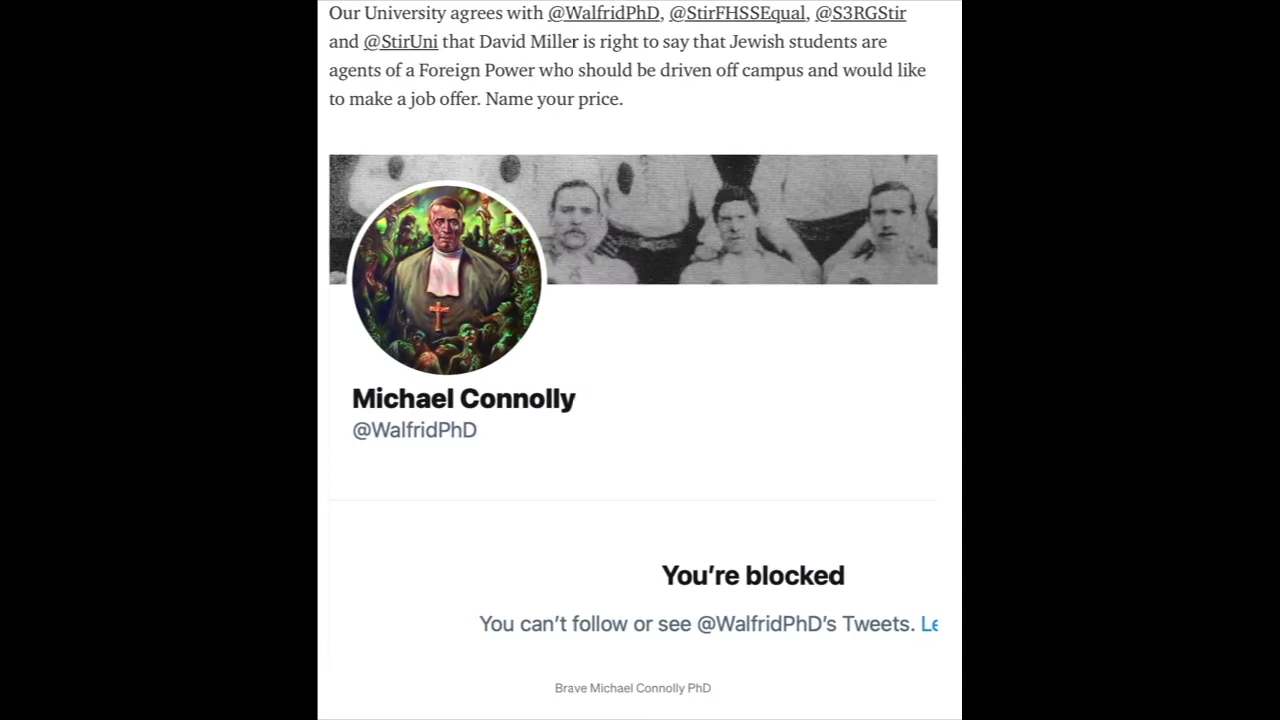 Our University agrees with @WalfridPhD, @StirFHSSEqual, @S3RGStir
and @StirUni that David Miller is right to say that Jewish students are
agents of a Foreign Power who should be driven off campus and would like
to make a job offer. Name your price.
Michael Connolly
@WalfridPhD
You're blocked
You can't follow or see @WalfridPhD's Tweets. Le
Brave Michael Connolly PhD